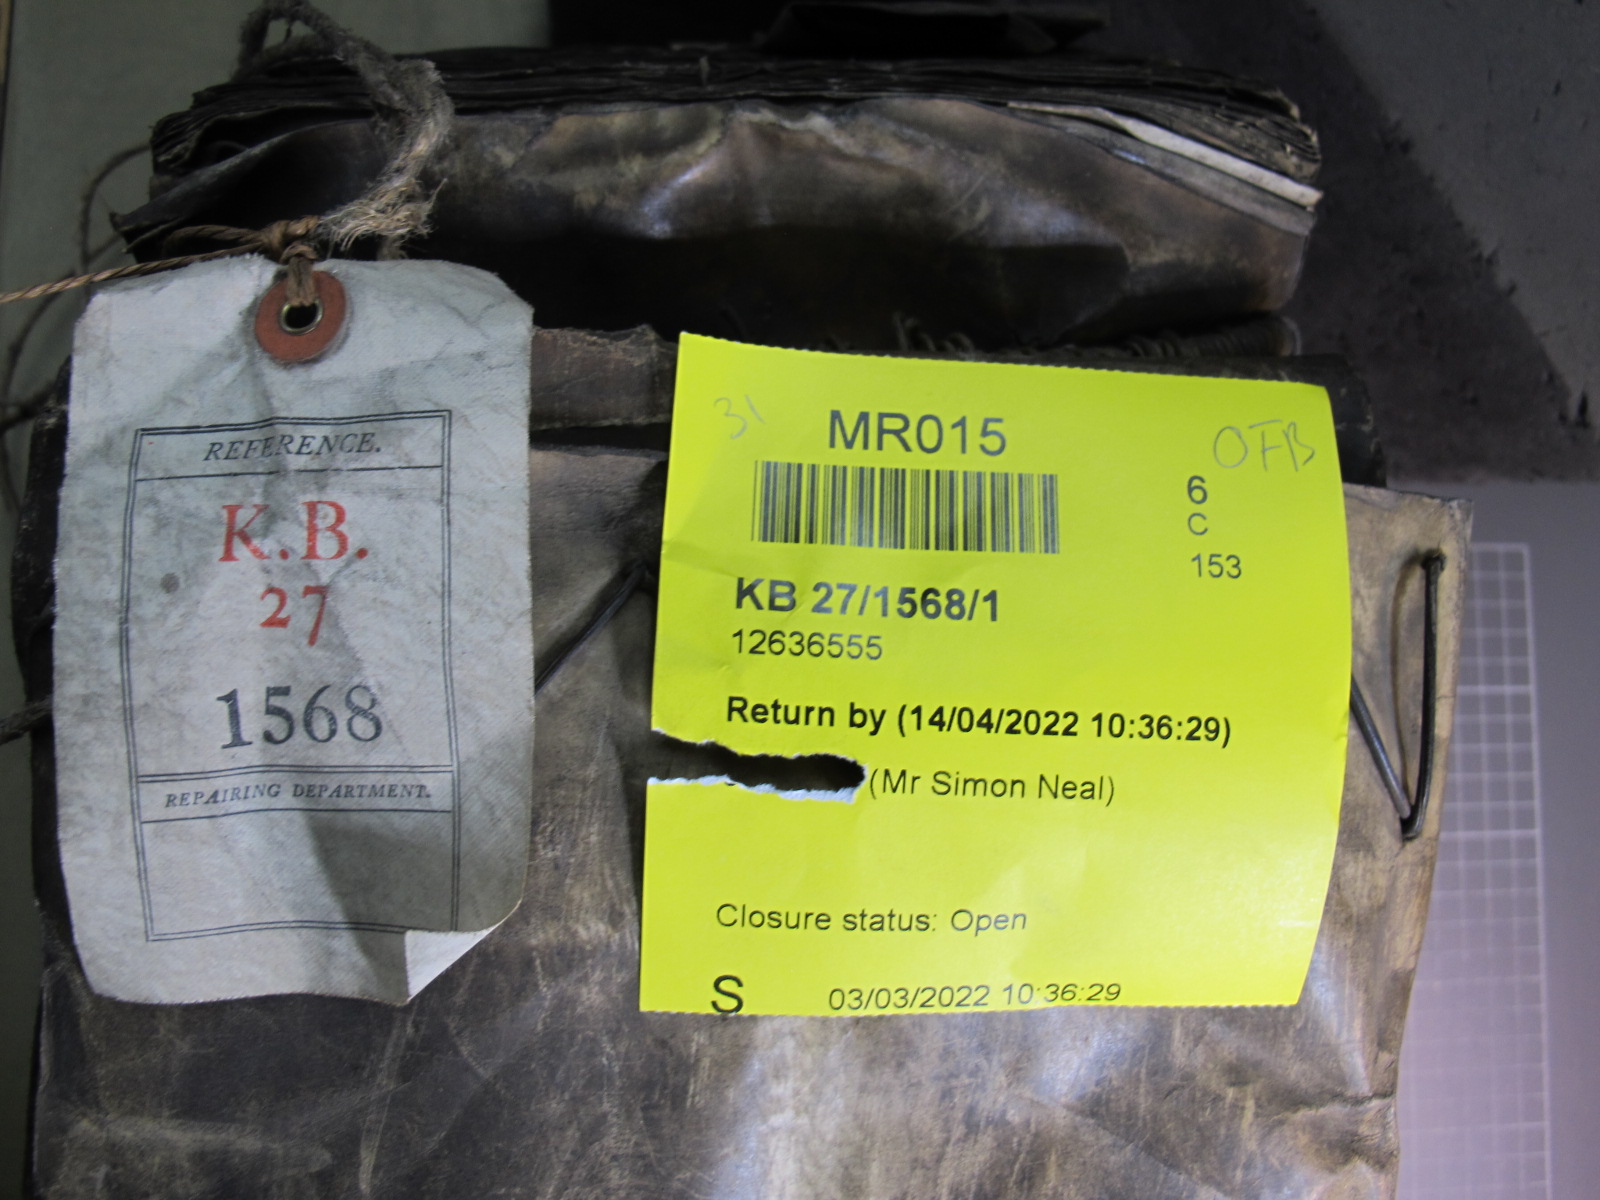 REFERENCE.
K.B.
27
1568
REPAIRING DEPARTMENT.
31
OFB
MR015
6
C
153
KB 27/1568/1
12636555
Return by (14/04/2022 10:36:29)
(Mr Simon Neal)
Closure status: Open
S
03/03/2022 10:36:29